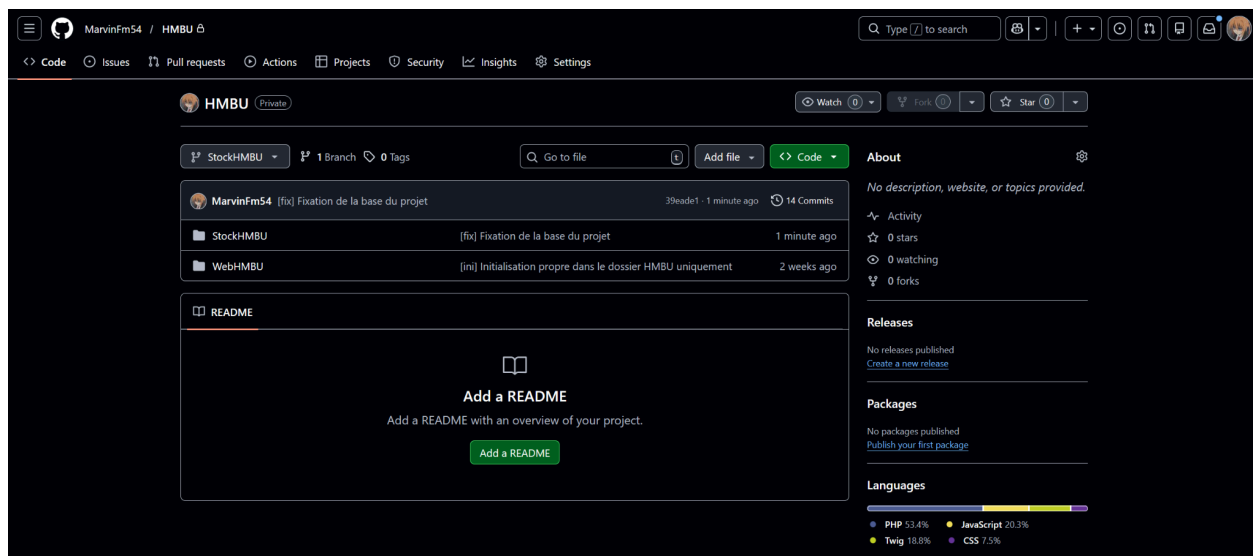 MarvinFm54 / HMBU
Type / to search
Code Issues Pull requests Actions Projects Security Insights Settings
HMBU Private
Watch 0 Fork 0 Star 0
StockHMBU 1 Branch 0 Tags Go to file t Add file Code
MarvinFm54 [fix] Fixation de la base du projet 39eade1 · 1 minute ago 14 Commits
StockHMBU [fix] Fixation de la base du projet 1 minute ago
WebHMBU [ini] Initialisation propre dans le dossier HMBU uniquement 2 weeks ago
README
Add a README
Add a README with an overview of your project.
Add a README
About
No description, website, or topics provided.
Activity
0 stars
0 watching
0 forks
Releases
No releases published
Create a new release
Packages
No packages published
Publish your first package
Languages
PHP 53.4% JavaScript 20.3%
Twig 18.8% CSS 7.5%